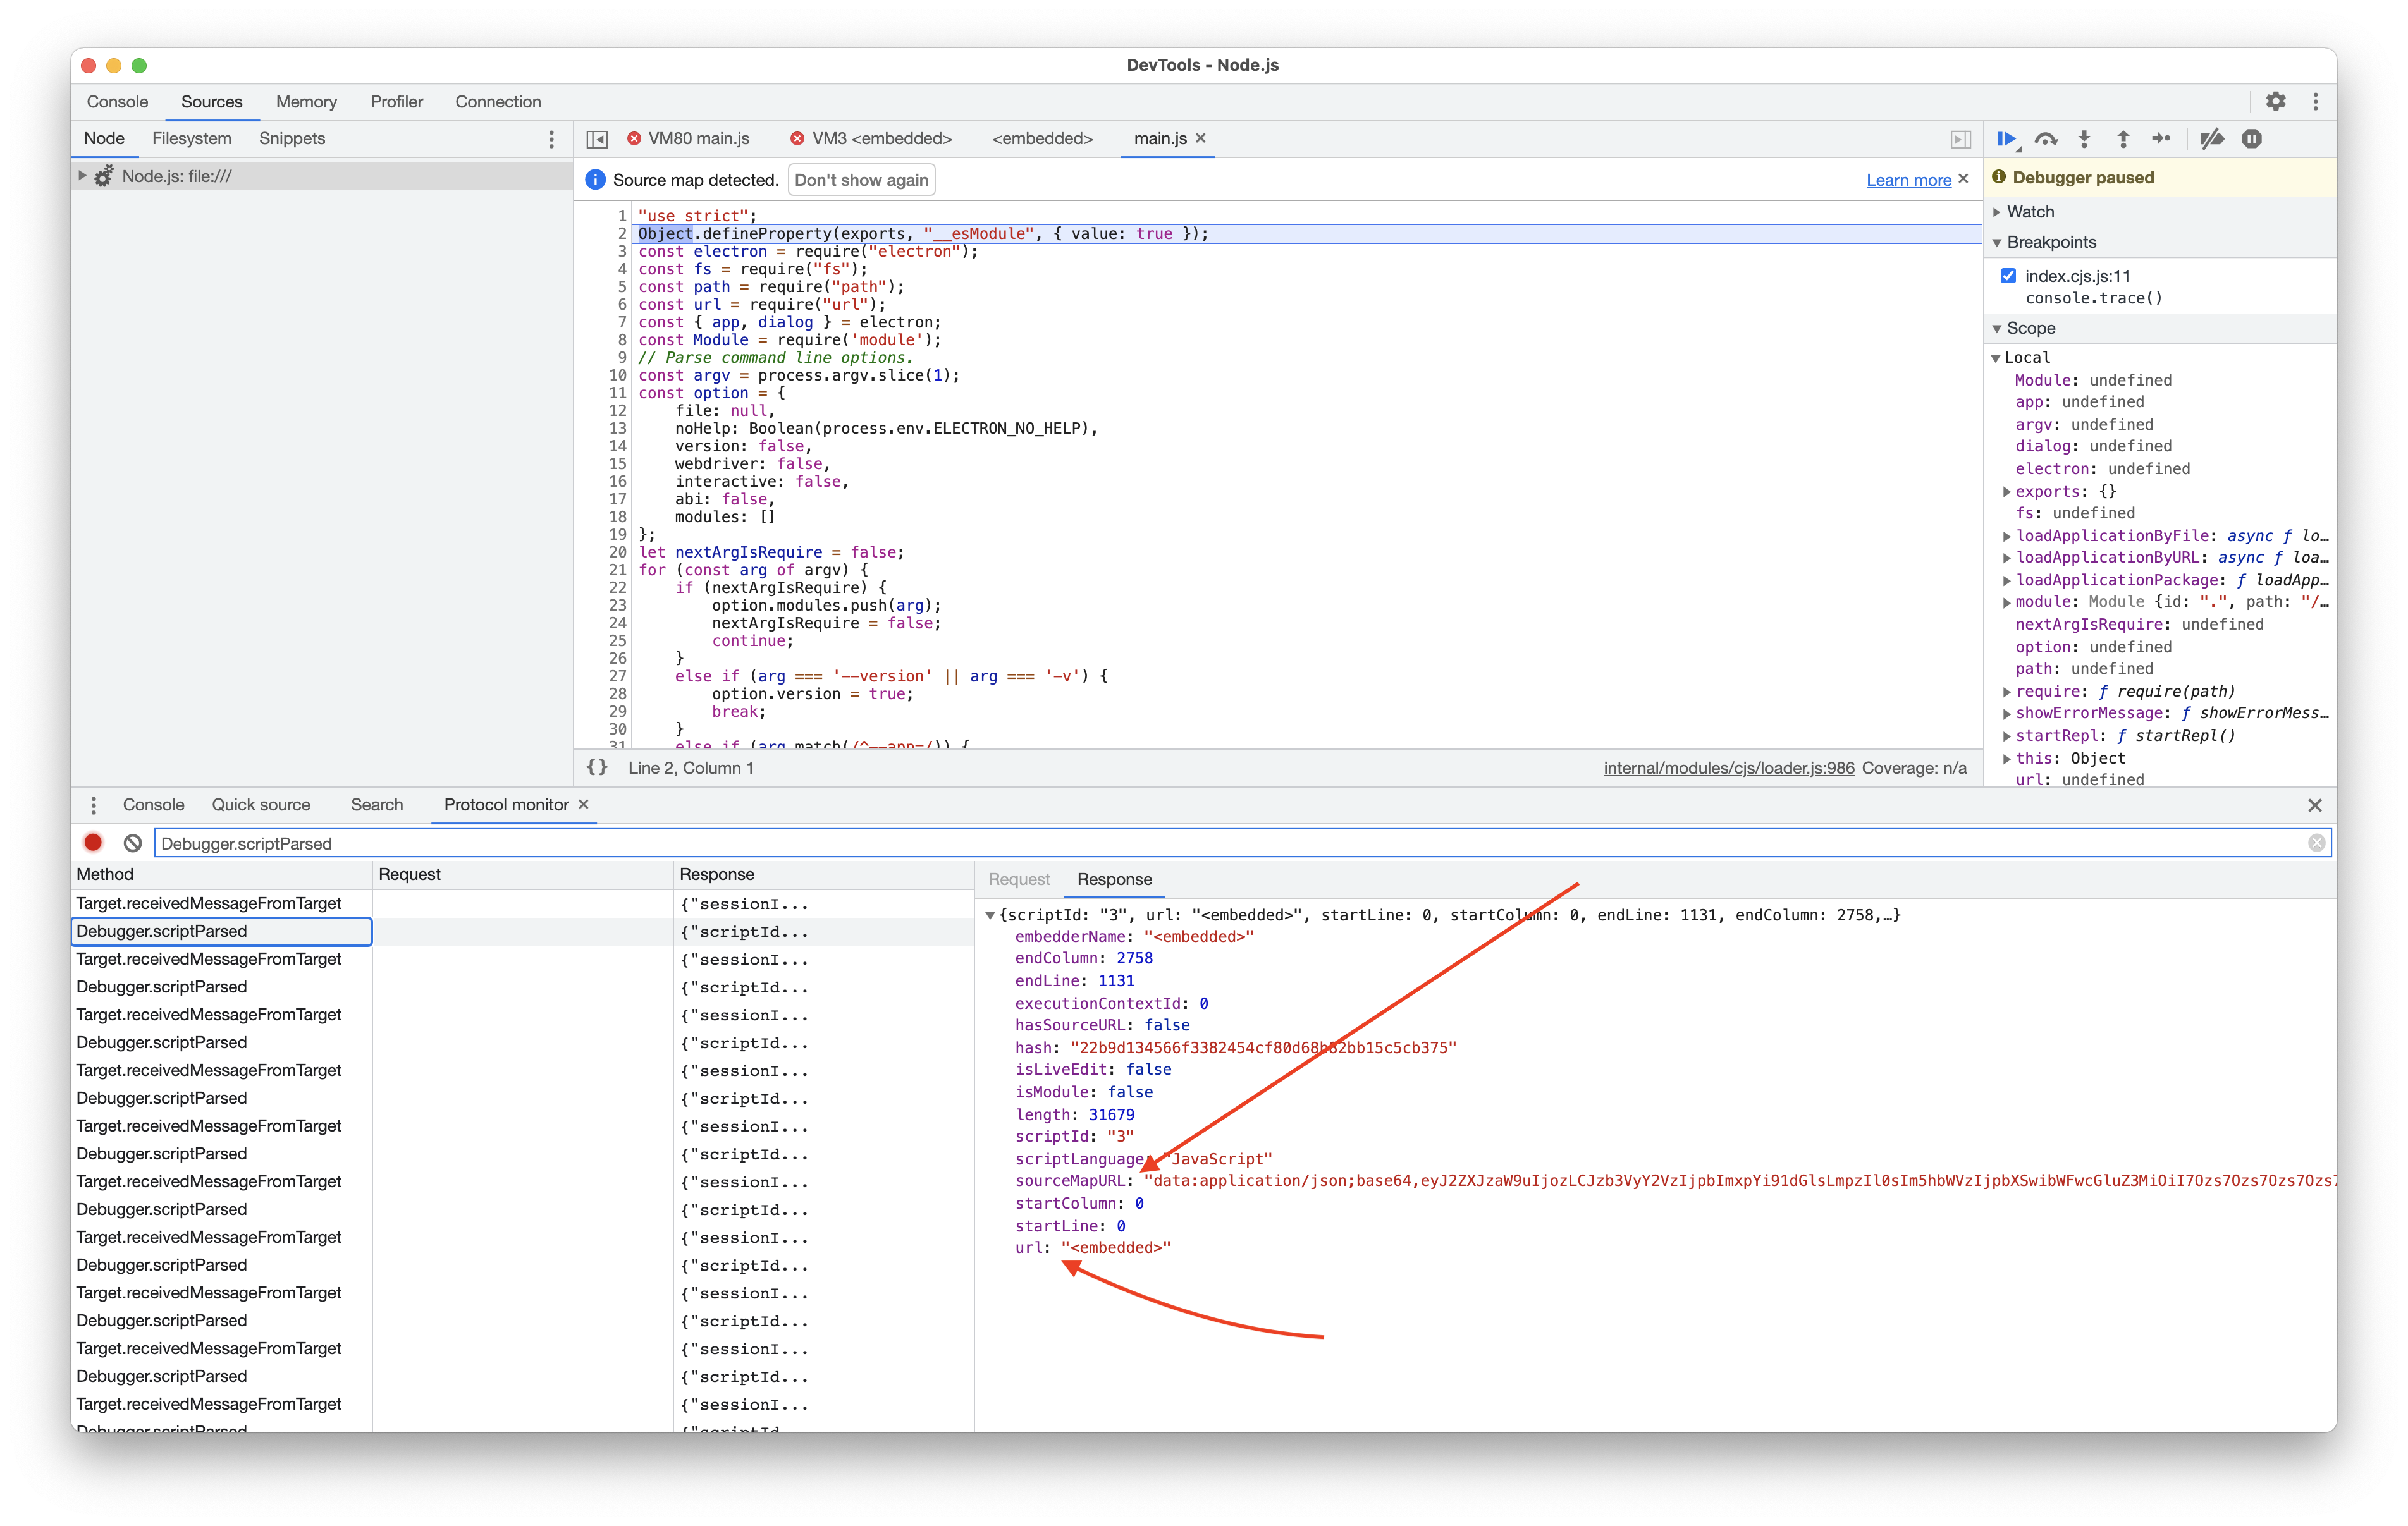 DevTools - Node.js
Console Sources Memory Profiler Connection
Node Filesystem Snippets
VM80 main.js VM3 <embedded> <embedded> main.js
Node.js: file:///
Source map detected. Don't show again Learn more
1 "use strict";
2 Object.defineProperty(exports, "__esModule", { value: true });
3 const electron = require("electron");
4 const fs = require("fs");
5 const path = require("path");
6 const url = require("url");
7 const { app, dialog } = electron;
8 const Module = require('module');
9 // Parse command line options.
10 const argv = process.argv.slice(1);
11 const option = {
12 file: null,
13 noHelp: Boolean(process.env.ELECTRON_NO_HELP),
14 version: false,
15 webdriver: false,
16 interactive: false,
17 abi: false,
18 modules: []
19 };
20 let nextArgIsRequire = false;
21 for (const arg of argv) {
22 if (nextArgIsRequire) {
23 option.modules.push(arg);
24 nextArgIsRequire = false;
25 continue;
26 }
27 else if (arg === '--version' || arg === '-v') {
28 option.version = true;
29 break;
30 }
31 else if (arg.match(/^--app=/)) {
{} Line 2, Column 1 internal/modules/cjs/loader.js:986 Coverage: n/a
Debugger paused
Watch
Breakpoints
index.cjs.js:11
console.trace()
Scope
Local
Module: undefined
app: undefined
argv: undefined
dialog: undefined
electron: undefined
exports: {}
fs: undefined
loadApplicationByFile: async ƒ lo…
loadApplicationByURL: async ƒ loa…
loadApplicationPackage: ƒ loadApp…
module: Module {id: ".", path: "/…
nextArgIsRequire: undefined
option: undefined
path: undefined
require: ƒ require(path)
showErrorMessage: ƒ showErrorMess…
startRepl: ƒ startRepl()
this: Object
url: undefined
Console Quick source Search Protocol monitor
Debugger.scriptParsed
Method Request Response
Target.receivedMessageFromTarget {"sessionI...
Debugger.scriptParsed {"scriptId...
Target.receivedMessageFromTarget {"sessionI...
Debugger.scriptParsed {"scriptId...
Target.receivedMessageFromTarget {"sessionI...
Debugger.scriptParsed {"scriptId...
Target.receivedMessageFromTarget {"sessionI...
Debugger.scriptParsed {"scriptId...
Target.receivedMessageFromTarget {"sessionI...
Debugger.scriptParsed {"scriptId...
Target.receivedMessageFromTarget {"sessionI...
Debugger.scriptParsed {"scriptId...
Target.receivedMessageFromTarget {"sessionI...
Debugger.scriptParsed {"scriptId...
Target.receivedMessageFromTarget {"sessionI...
Debugger.scriptParsed {"scriptId...
Target.receivedMessageFromTarget {"sessionI...
Debugger.scriptParsed {"scriptId...
Target.receivedMessageFromTarget {"sessionI...
Debugger.scriptParsed {"scriptId
Request Response
{scriptId: "3", url: "<embedded>", startLine: 0, startColumn: 0, endLine: 1131, endColumn: 2758,…}
embedderName: "<embedded>"
endColumn: 2758
endLine: 1131
executionContextId: 0
hasSourceURL: false
hash: "22b9d134566f3382454cf80d68b82bb15c5cb375"
isLiveEdit: false
isModule: false
length: 31679
scriptId: "3"
scriptLanguage: "JavaScript"
sourceMapURL: "data:application/json;base64,eyJ2ZXJzaW9uIjozLCJzb3VyY2VzIjpbImxpYi91dGlsLmpzIl0sIm5hbWVzIjpbXSwibWFwcGluZ3MiOiI7Ozs7Ozs7Ozs7Ozs7
startColumn: 0
startLine: 0
url: "<embedded>"